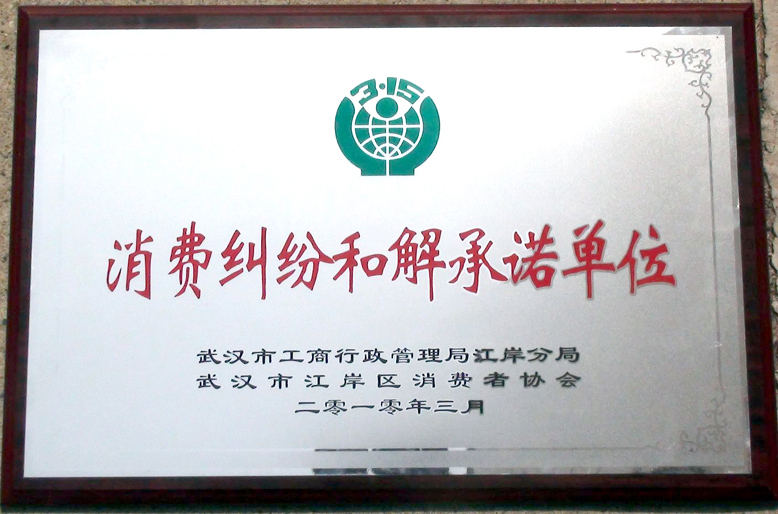 3·15
消费纠纷和解承诺单位
武汉市工商行政管理局江岸分局
武汉市江岸区消费者协会
二零一零年三月